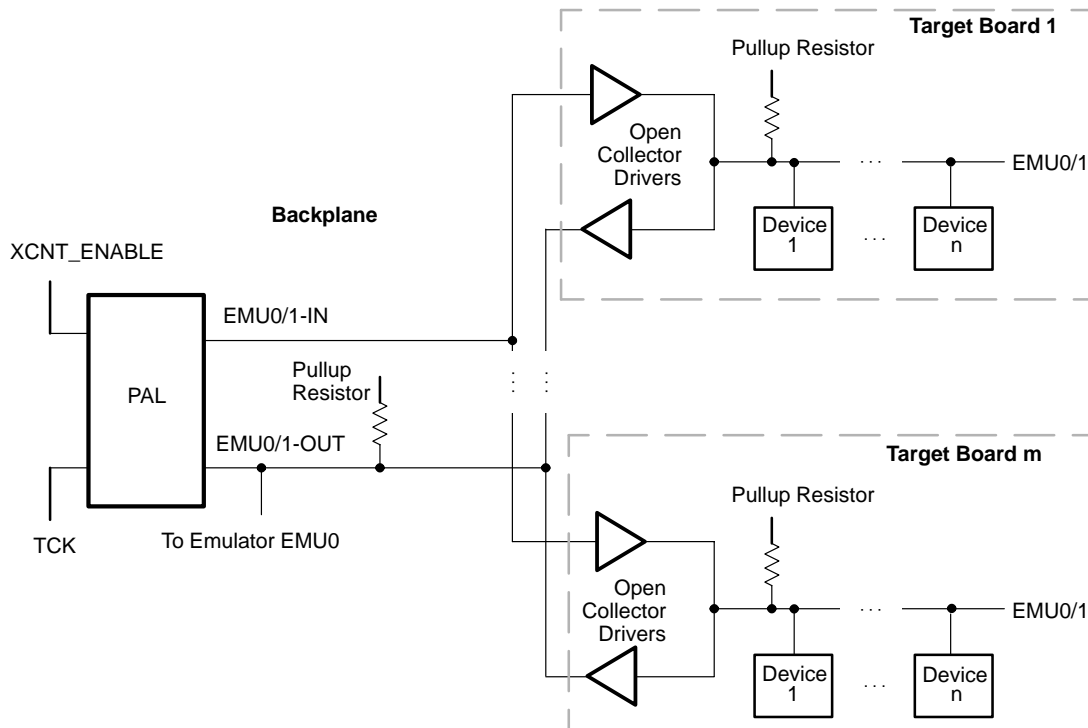 Target Board 1
Pullup Resistor
Open
Collector
Drivers
EMU0/1
Device
1
Device
n
Backplane
XCNT_ENABLE
EMU0/1-IN
PAL
Pullup
Resistor
EMU0/1-OUT
TCK
To Emulator EMU0
Target Board m
Pullup Resistor
Open
Collector
Drivers
EMU0/1
Device
1
Device
n